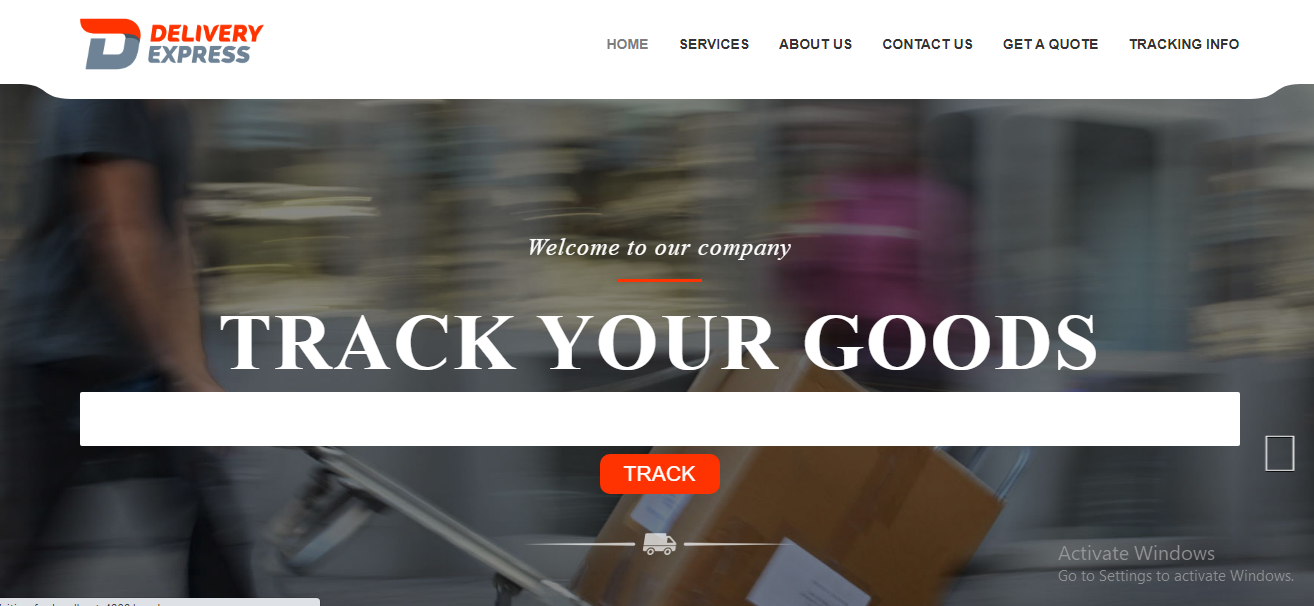 DELIVERY
EXPRESS
HOME SERVICES ABOUT US CONTACT US GET A QUOTE TRACKING INFO
Welcome to our company
TRACK YOUR GOODS
TRACK
Activate Windows
Go to Settings to activate Windows.